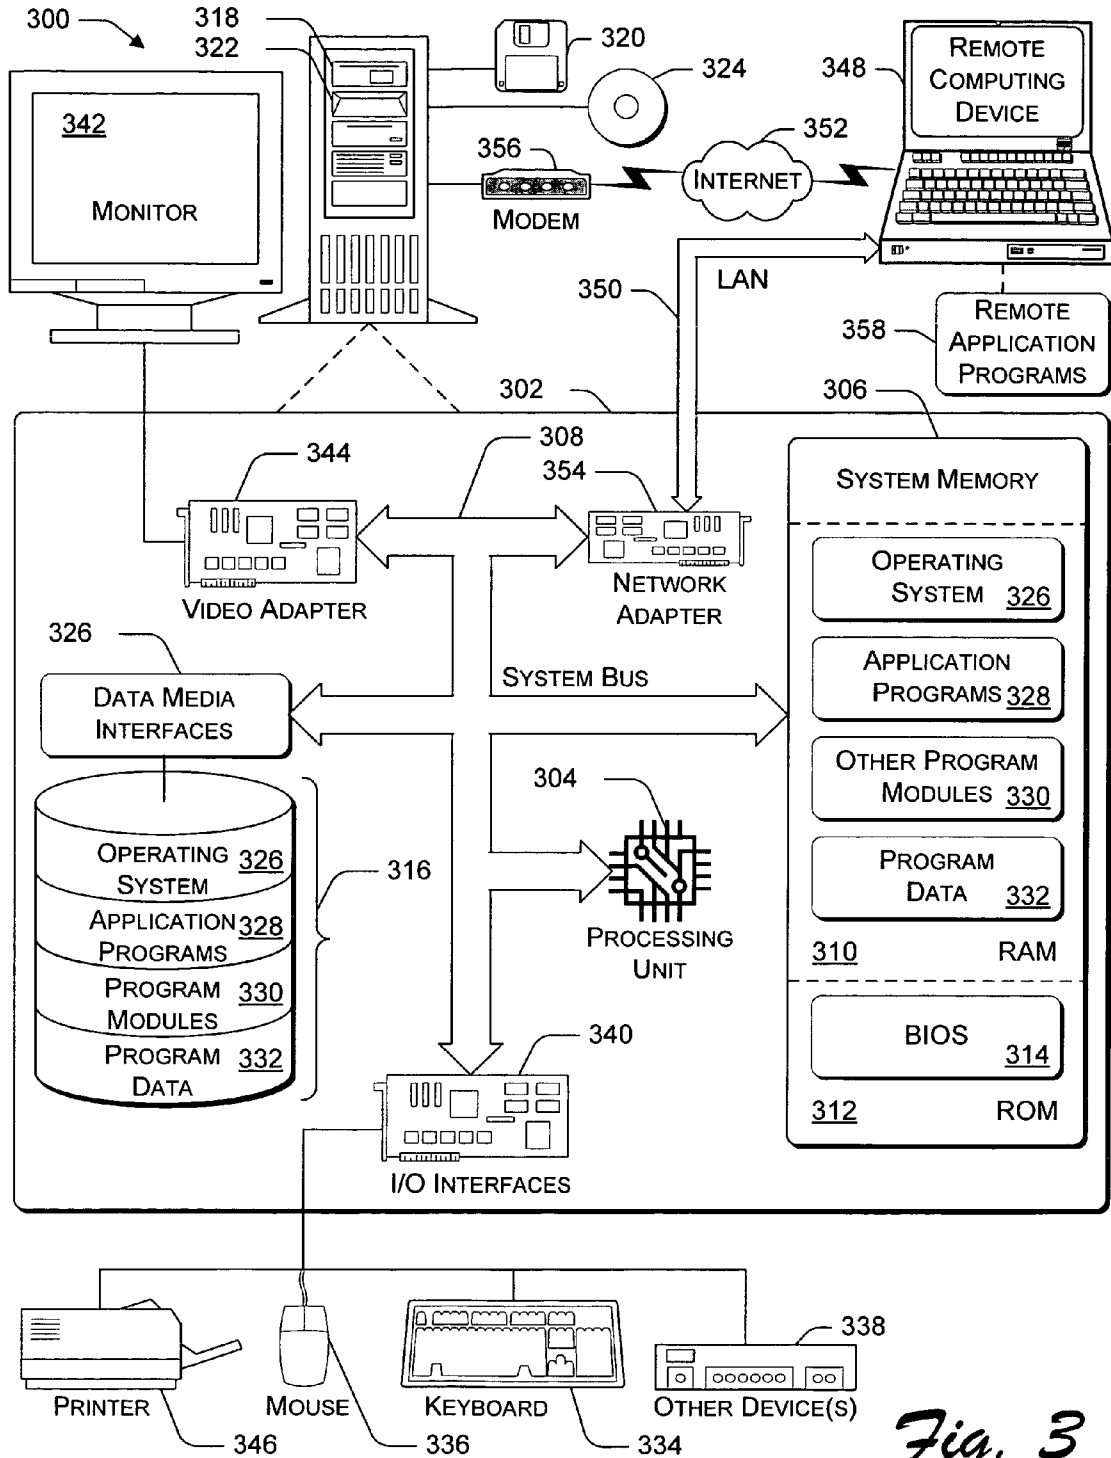 300
318
322
320
324
348
REMOTE
COMPUTING
DEVICE
342
MONITOR
356
MODEM
352
INTERNET
350
LAN
358
REMOTE
APPLICATION
PROGRAMS
302
306
344
308
354
VIDEO ADAPTER
NETWORK
ADAPTER
SYSTEM MEMORY
OPERATING
SYSTEM 326
APPLICATION
PROGRAMS 328
OTHER PROGRAM
MODULES 330
PROGRAM
DATA 332
310 RAM
BIOS
314
312 ROM
326
DATA MEDIA
INTERFACES
SYSTEM BUS
304
PROCESSING
UNIT
OPERATING 326
SYSTEM
APPLICATION 328
PROGRAMS
PROGRAM 330
MODULES
PROGRAM 332
DATA
316
340
I/O INTERFACES
PRINTER
346
MOUSE
336
KEYBOARD
334
338
OTHER DEVICE(S)
Fig. 3